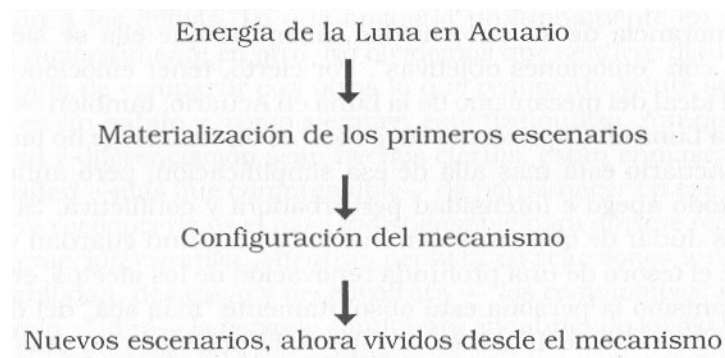 Energía de la Luna en Acuario
Materialización de los primeros escenarios
Configuración del mecanismo
Nuevos escenarios, ahora vividos desde el mecanismo